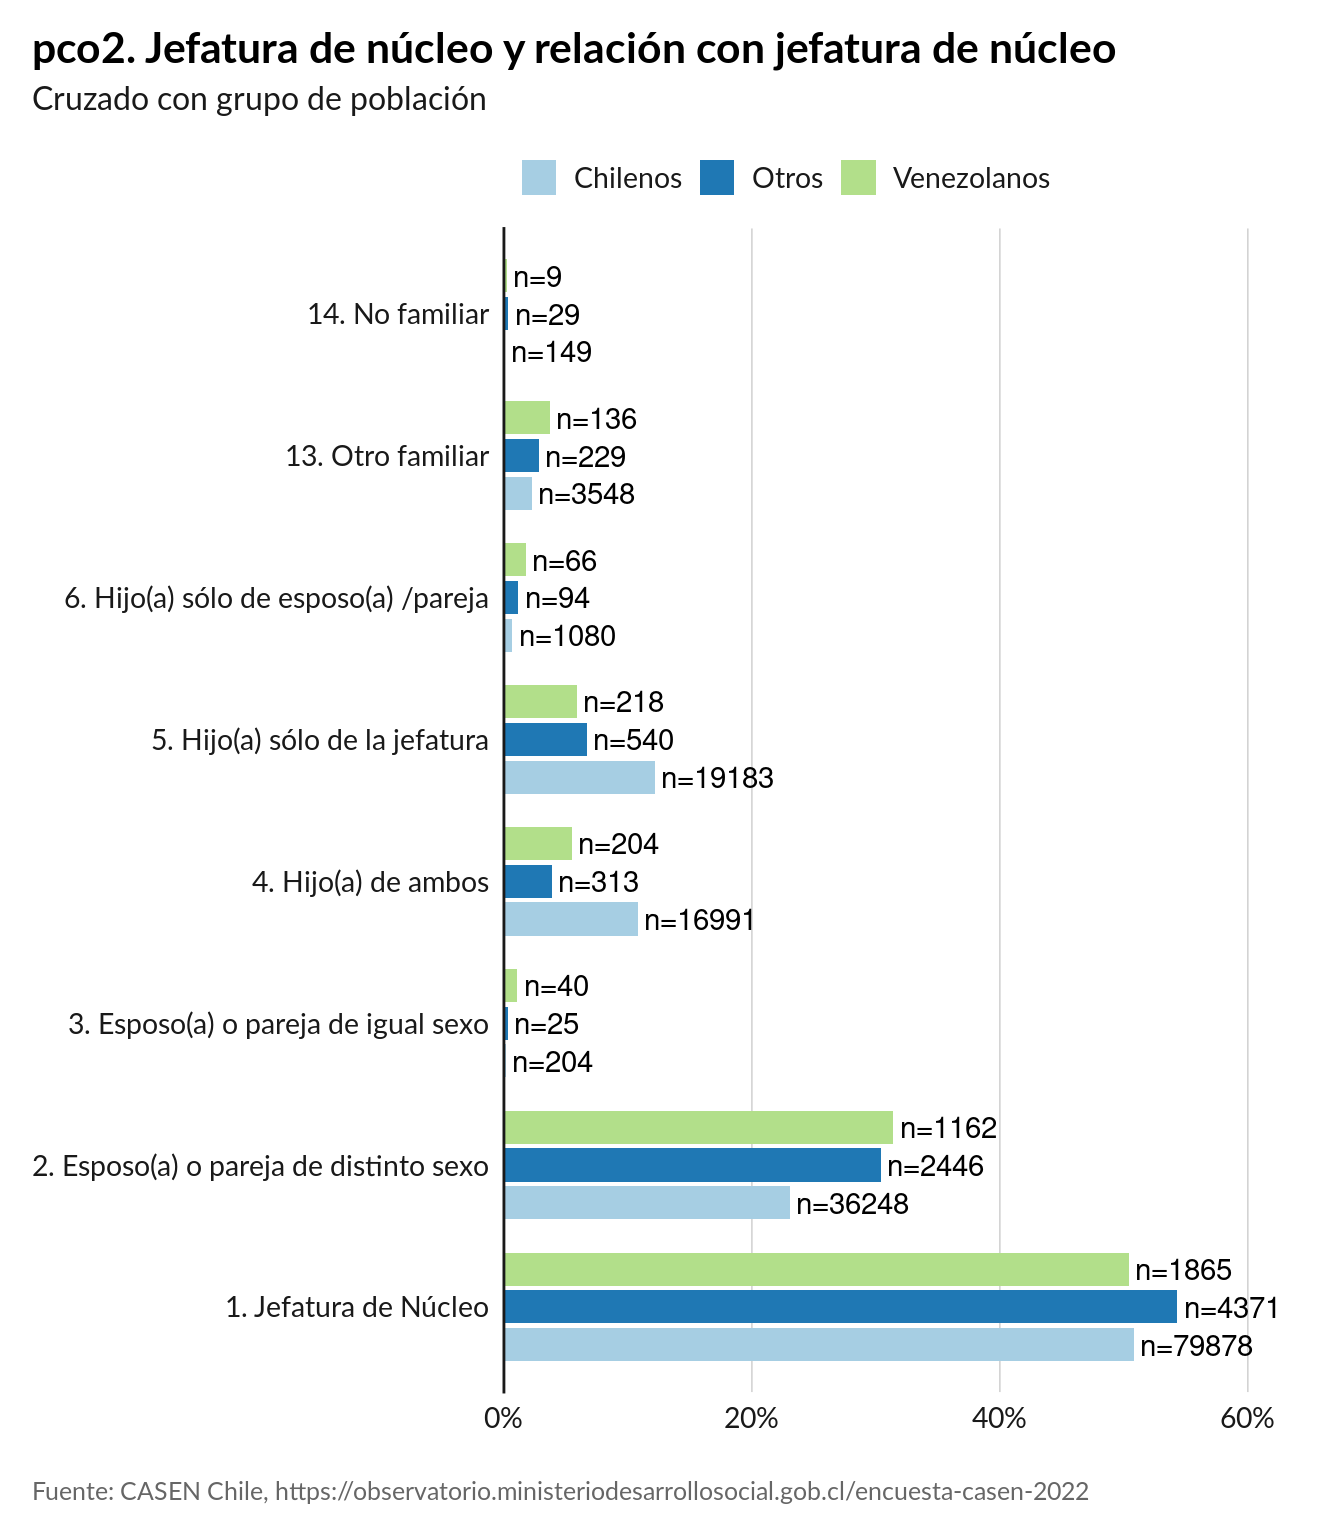 pco2. Jefatura de núcleo y relación con jefatura de núcleo
Cruzado con grupo de población
Chilenos Otros Venezolanos
n=9
14. No familiar n=29
n=149
n=136
13. Otro familiar n=229
n=3548
n=66
6. Hijo(a) sólo de esposo(a) /pareja n=94
n=1080
n=218
5. Hijo(a) sólo de la jefatura n=540
n=19183
n=204
4. Hijo(a) de ambos n=313
n=16991
n=40
3. Esposo(a) o pareja de igual sexo n=25
n=204
n=1162
2. Esposo(a) o pareja de distinto sexo n=2446
n=36248
n=1865
1. Jefatura de Núcleo n=4371
n=79878
0% 20% 40% 60%
Fuente: CASEN Chile, https://observatorio.ministeriodesarrollosocial.gob.cl/encuesta-casen-2022